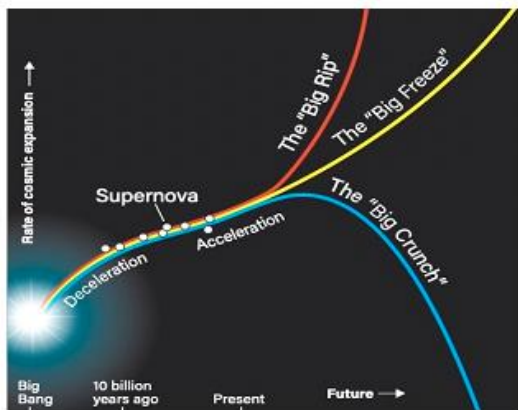 Rate of cosmic expansion
The "Big Rip"
The "Big Freeze"
The "Big Crunch"
Supernova
Acceleration
Deceleration
Future
Big
Bang
10 billion
years ago
Present